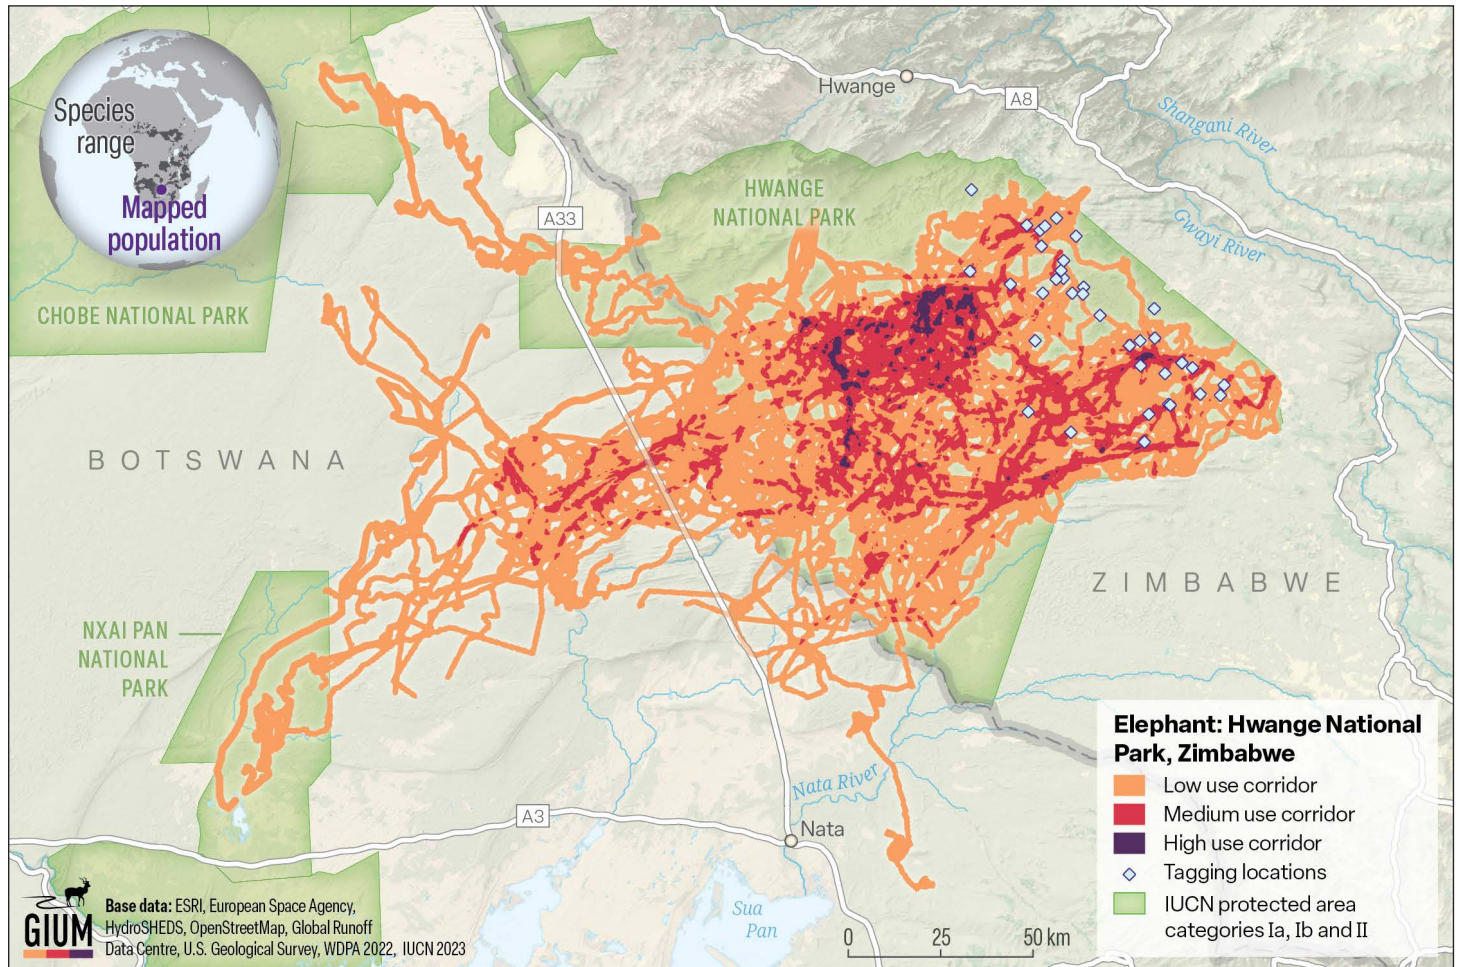 Species
range
Mapped
population
CHOBE NATIONAL PARK
A33
Hwange
A8
Shangani River
Gwayi River
HWANGE
NATIONAL PARK
BOTSWANA
ZIMBABWE
NXAI PAN
NATIONAL
PARK
A3
Nata River
Nata
Sua
Pan
0 25 50 km
Elephant: Hwange National
Park, Zimbabwe
Low use corridor
Medium use corridor
High use corridor
Tagging locations
IUCN protected area
categories Ia, Ib and II
GIUM
Base data: ESRI, European Space Agency,
HydroSHEDS, OpenStreetMap, Global Runoff
Data Centre, U.S. Geological Survey, WDPA 2022, IUCN 2023